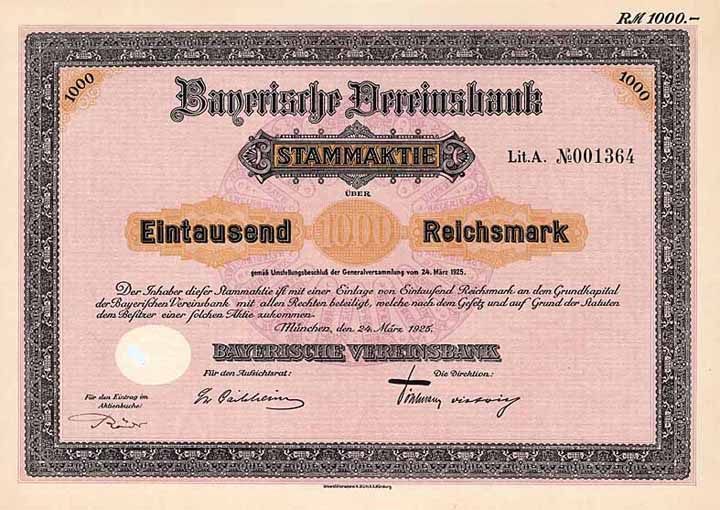 RM 1000.-
1000
1000
Bayerische Vereinsbank
STAMMAKTIE
Lit.A. №001364
ÜBER
Eintausend 1000 Reichsmark
gemäß Umstellungsbeschluß der Generalversammlung vom 24. März 1925.
Der Inhaber dieser Stammaktie ist mit einer Einlage von Eintausend Reichsmark an dem Grundkapital
der Bayerischen Vereinsbank mit allen Rechten beteiligt, welche nach dem Gesetz und auf Grund der Statuten
dem Besitzer einer solchen Aktie zukommen.
München, den 24. März 1925.
BAYERISCHE VEREINSBANK
Für den Aufsichtsrat:
Die Direktion:
Für den Eintrag im
Aktienbuche: